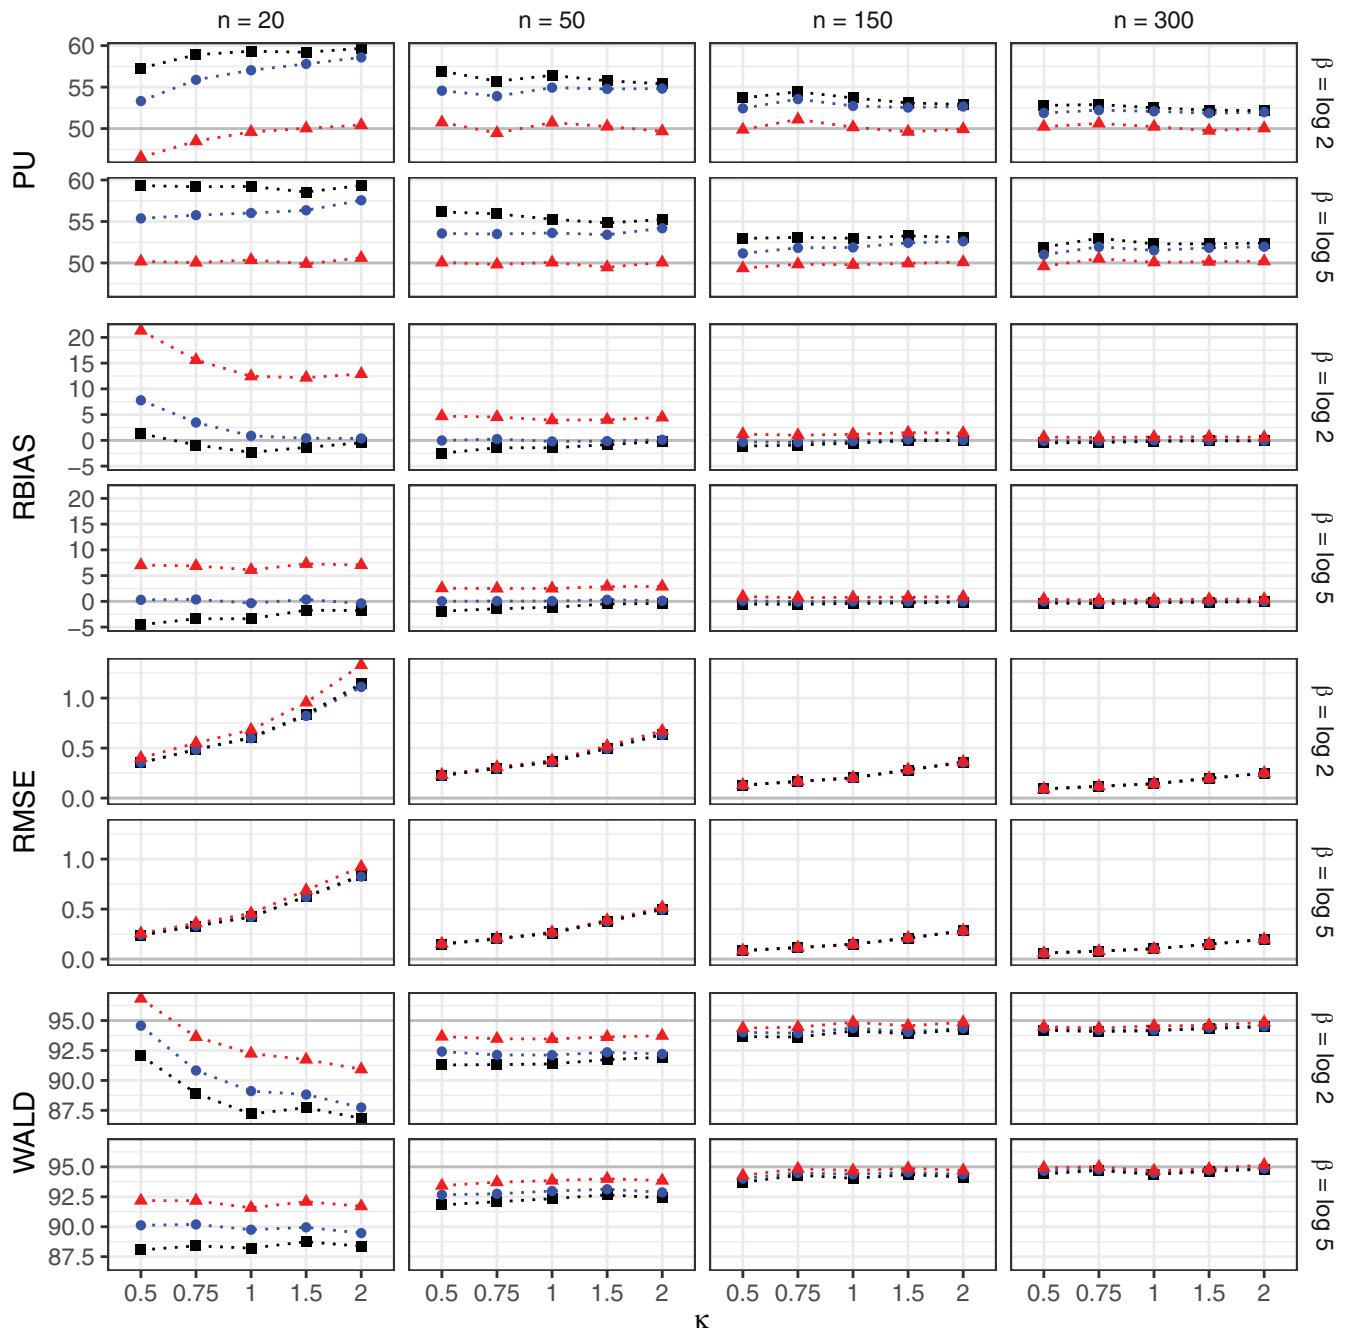 n = 20 n = 50 n = 150 n = 300
PU
60
55
50
β = log 2
60
55
50
β = log 5
RBIAS
20
15
10
5
0
−5
β = log 2
20
15
10
5
0
−5
β = log 5
RMSE
1.0
0.5
0.0
β = log 2
1.0
0.5
0.0
β = log 5
WALD
95.0
92.5
90.0
87.5
β = log 2
95.0
92.5
90.0
87.5
β = log 5
0.5 0.75 1 1.5 2 0.5 0.75 1 1.5 2 0.5 0.75 1 1.5 2 0.5 0.75 1 1.5 2
κ